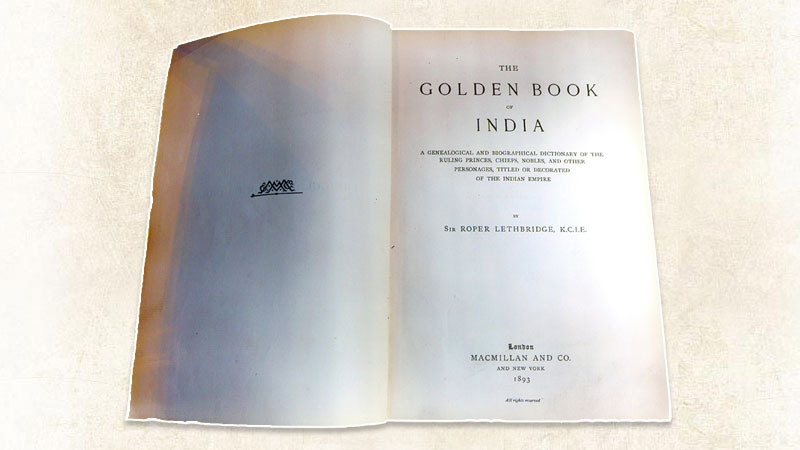 THE
GOLDEN BOOK
OF
INDIA
A GENEALOGICAL AND BIOGRAPHICAL DICTIONARY OF THE
RULING PRINCES, CHIEFS, NOBLES, AND OTHER
PERSONAGES, TITLED OR DECORATED
OF THE INDIAN EMPIRE
BY
SIR ROPER LETHBRIDGE, K.C.I.E.
London
MACMILLAN AND CO.
AND NEW YORK
1893
All rights reserved